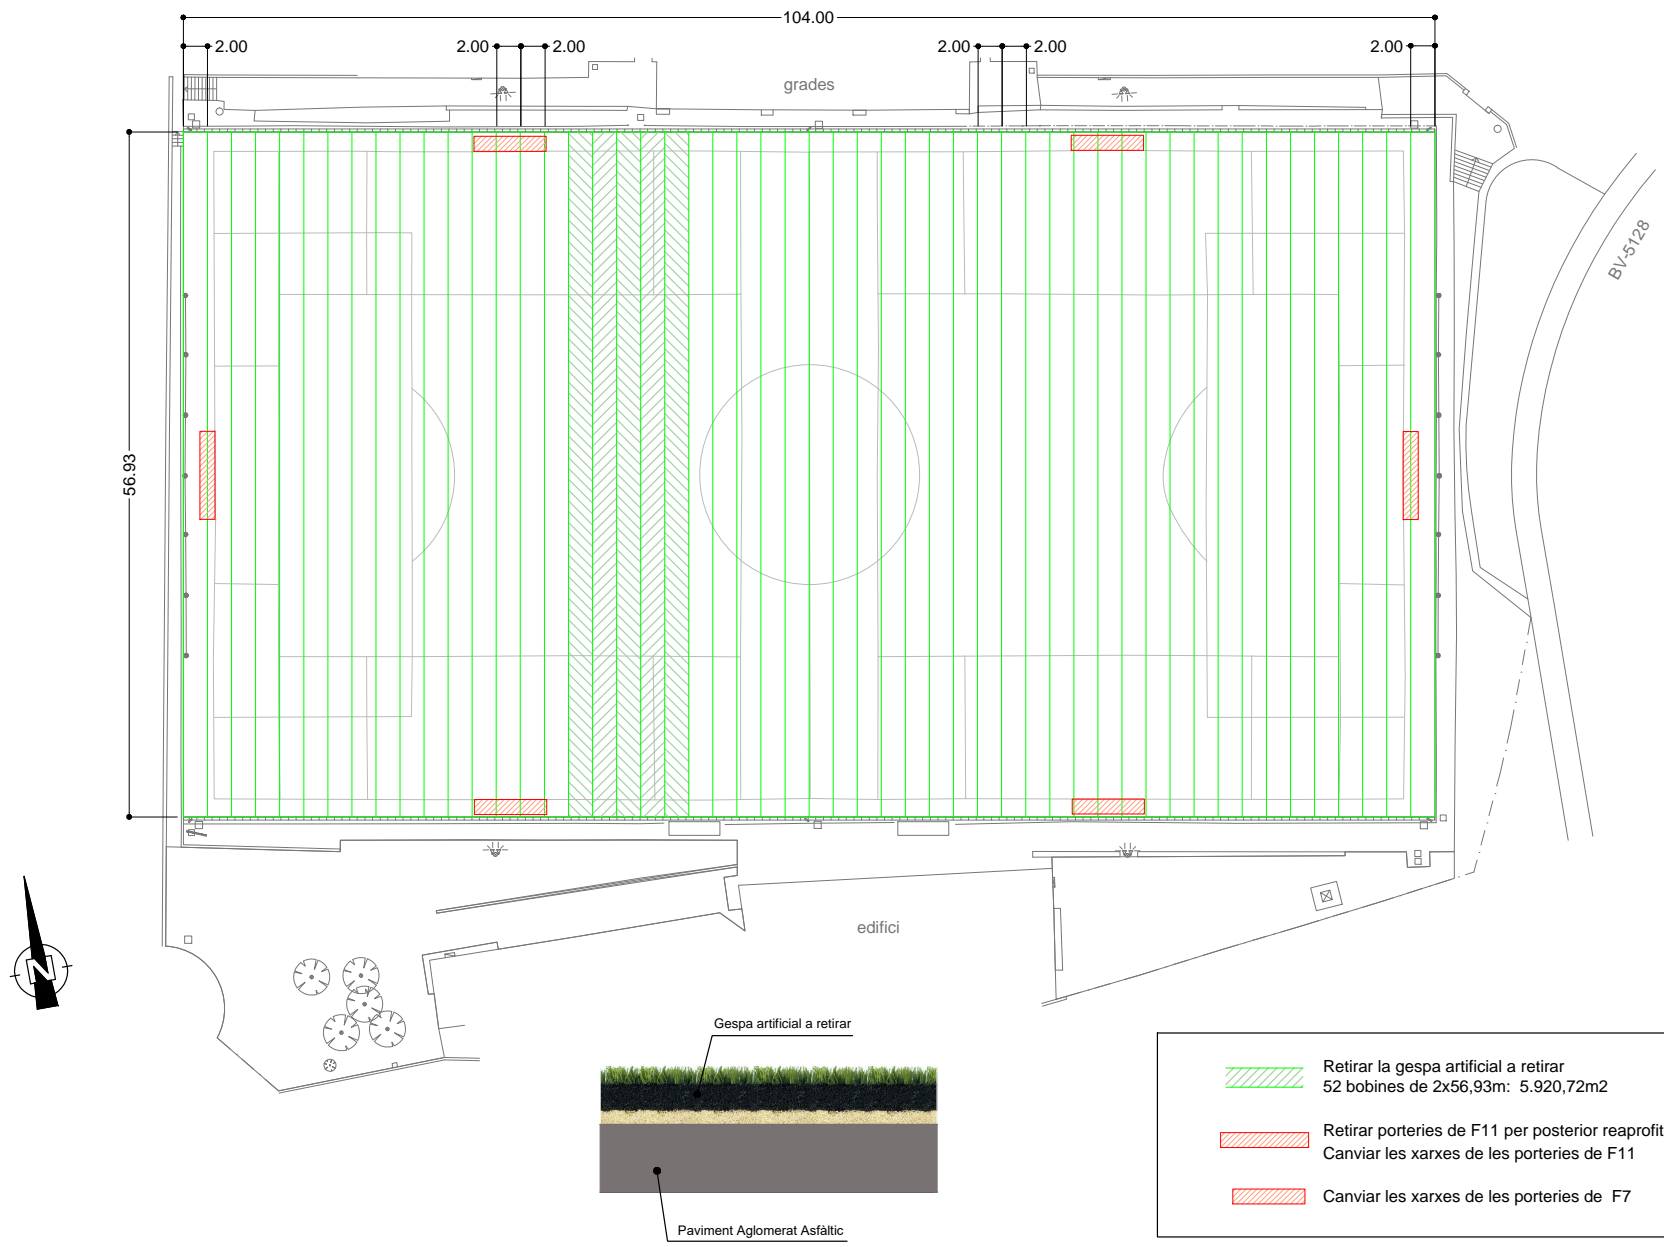 104.00
2.00
2.00
2.00
2.00
2.00
2.00
grades
BV-5128
56.93
edifici
N
Gespa artificial a retirar
Paviment Aglomerat Asfàltic
Retirar la gespa artificial a retirar
52 bobines de 2x56,93m: 5.920,72m2
Retirar porteries de F11 per posterior reaprofit
Canviar les xarxes de les porteries de F11
Canviar les xarxes de les porteries de F7